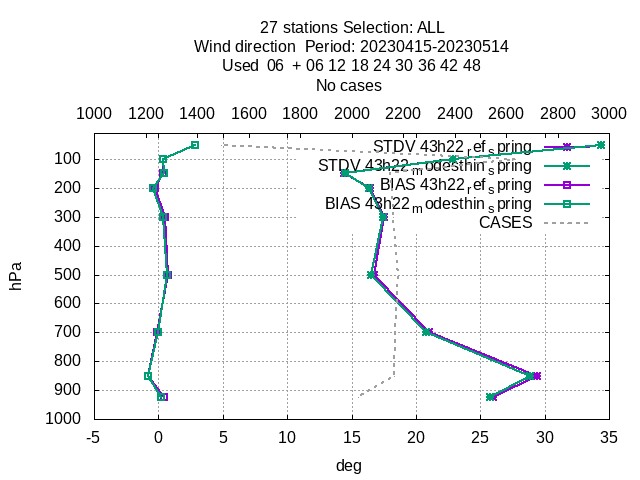 27 stations Selection: ALL
Wind direction  Period: 20230415-20230514
Used  06  + 06 12 18 24 30 36 42 48
No cases
1000 1200 1400 1600 1800 2000 2200 2400 2600 2800 3000
STDV 43h22_ref_spring
STDV 43h22_modesthin_spring
BIAS 43h22_ref_spring
BIAS 43h22_modesthin_spring
CASES
100
200
300
400
500
600
700
800
900
1000
hPa
-5 0 5 10 15 20 25 30 35
deg